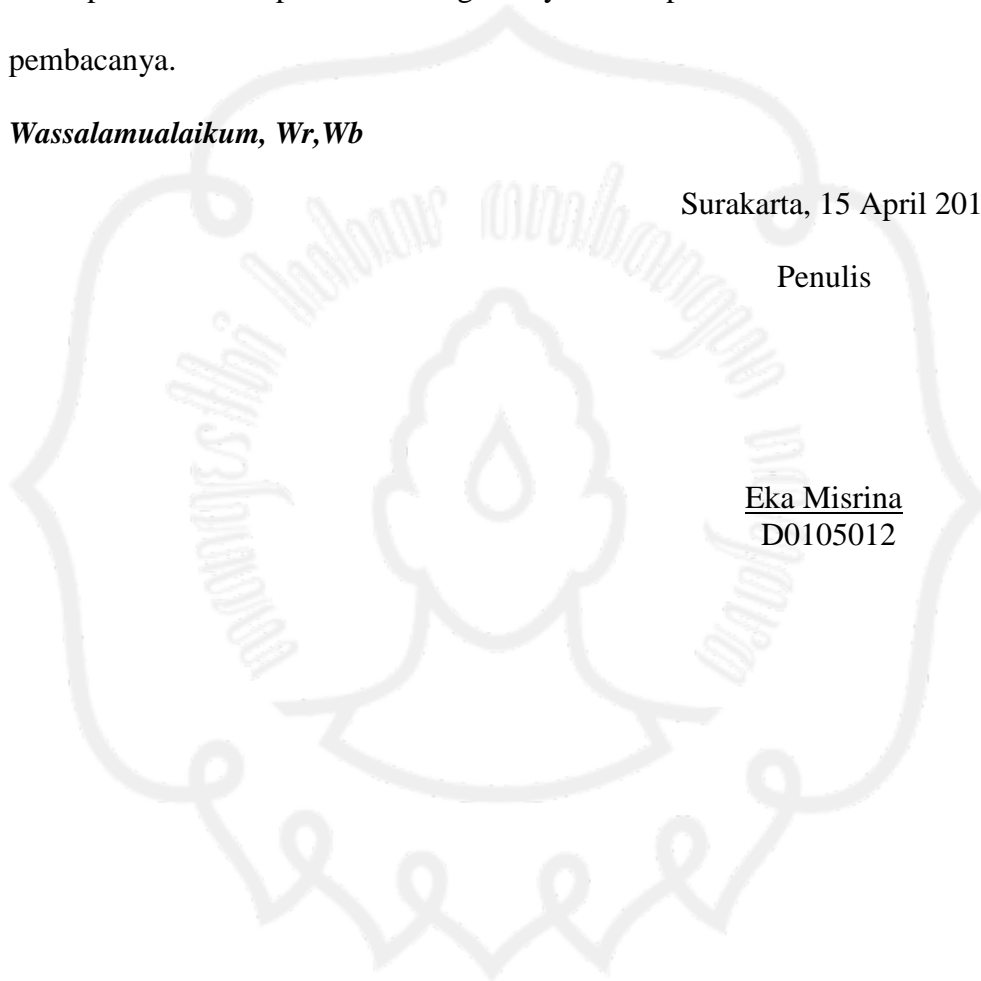 pembacanya.
Wassalamualaikum, Wr,Wb
Surakarta, 15 April 201
Penulis
Eka Misrina
D0105012